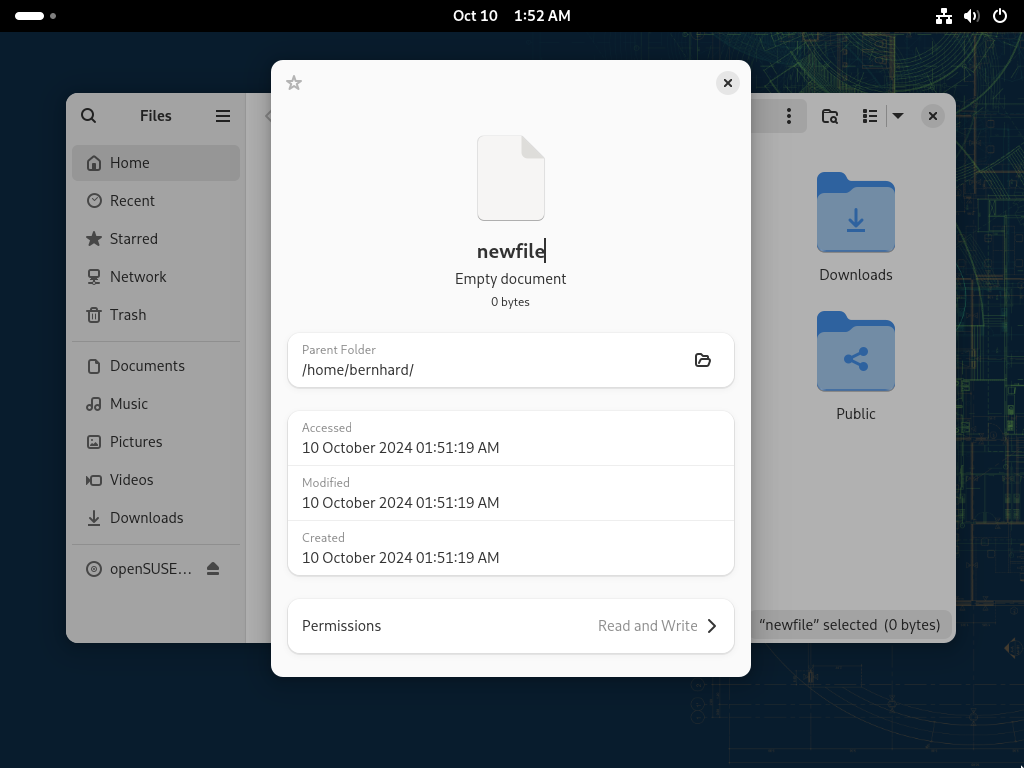 Oct 10 1:52 AM
Files
Home
Recent
Starred
Network
Trash
Documents
Music
Pictures
Videos
Downloads
openSUSE…
newfile
Empty document
0 bytes
Parent Folder
/home/bernhard/
Accessed
10 October 2024 01:51:19 AM
Modified
10 October 2024 01:51:19 AM
Created
10 October 2024 01:51:19 AM
Permissions
Read and Write
Downloads
Public
“newfile” selected (0 bytes)